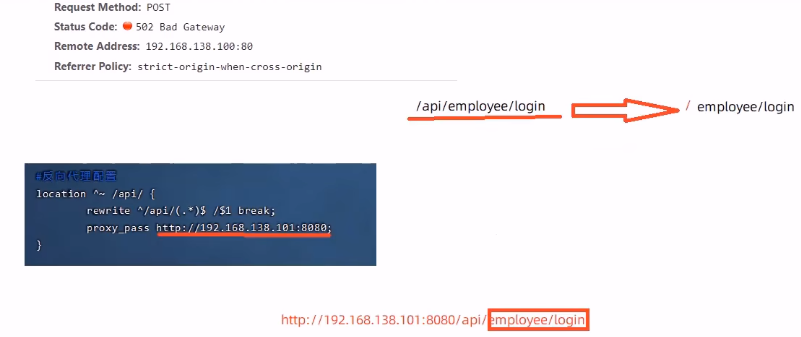 Request Method: POST
Status Code: 502 Bad Gateway
Remote Address: 192.168.138.100:80
Referrer Policy: strict-origin-when-cross-origin
/api/employee/login / employee/login
#反向代理配置
location ^~ /api/ {
rewrite ^/api/(.*)$ /$1 break;
proxy_pass http://192.168.138.101:8080;
}
http://192.168.138.101:8080/api/employee/login